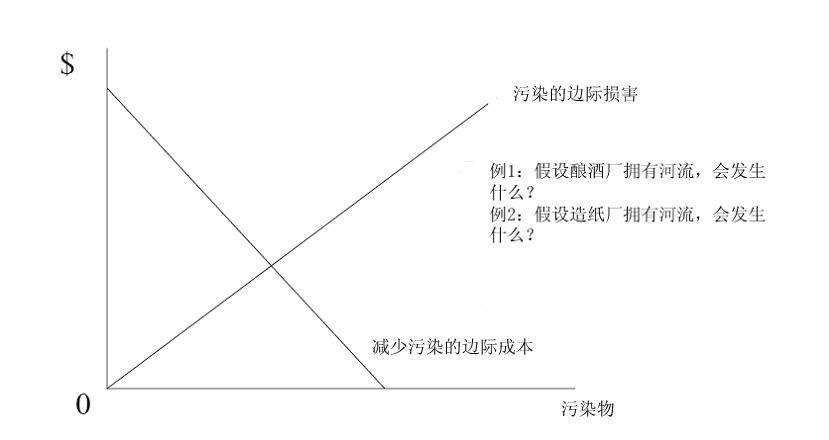 $
污染的边际损害
例1：假设酿酒厂拥有河流，会发生
什么？
例2：假设造纸厂拥有河流，会发生
什么？
减少污染的边际成本
0
污染物